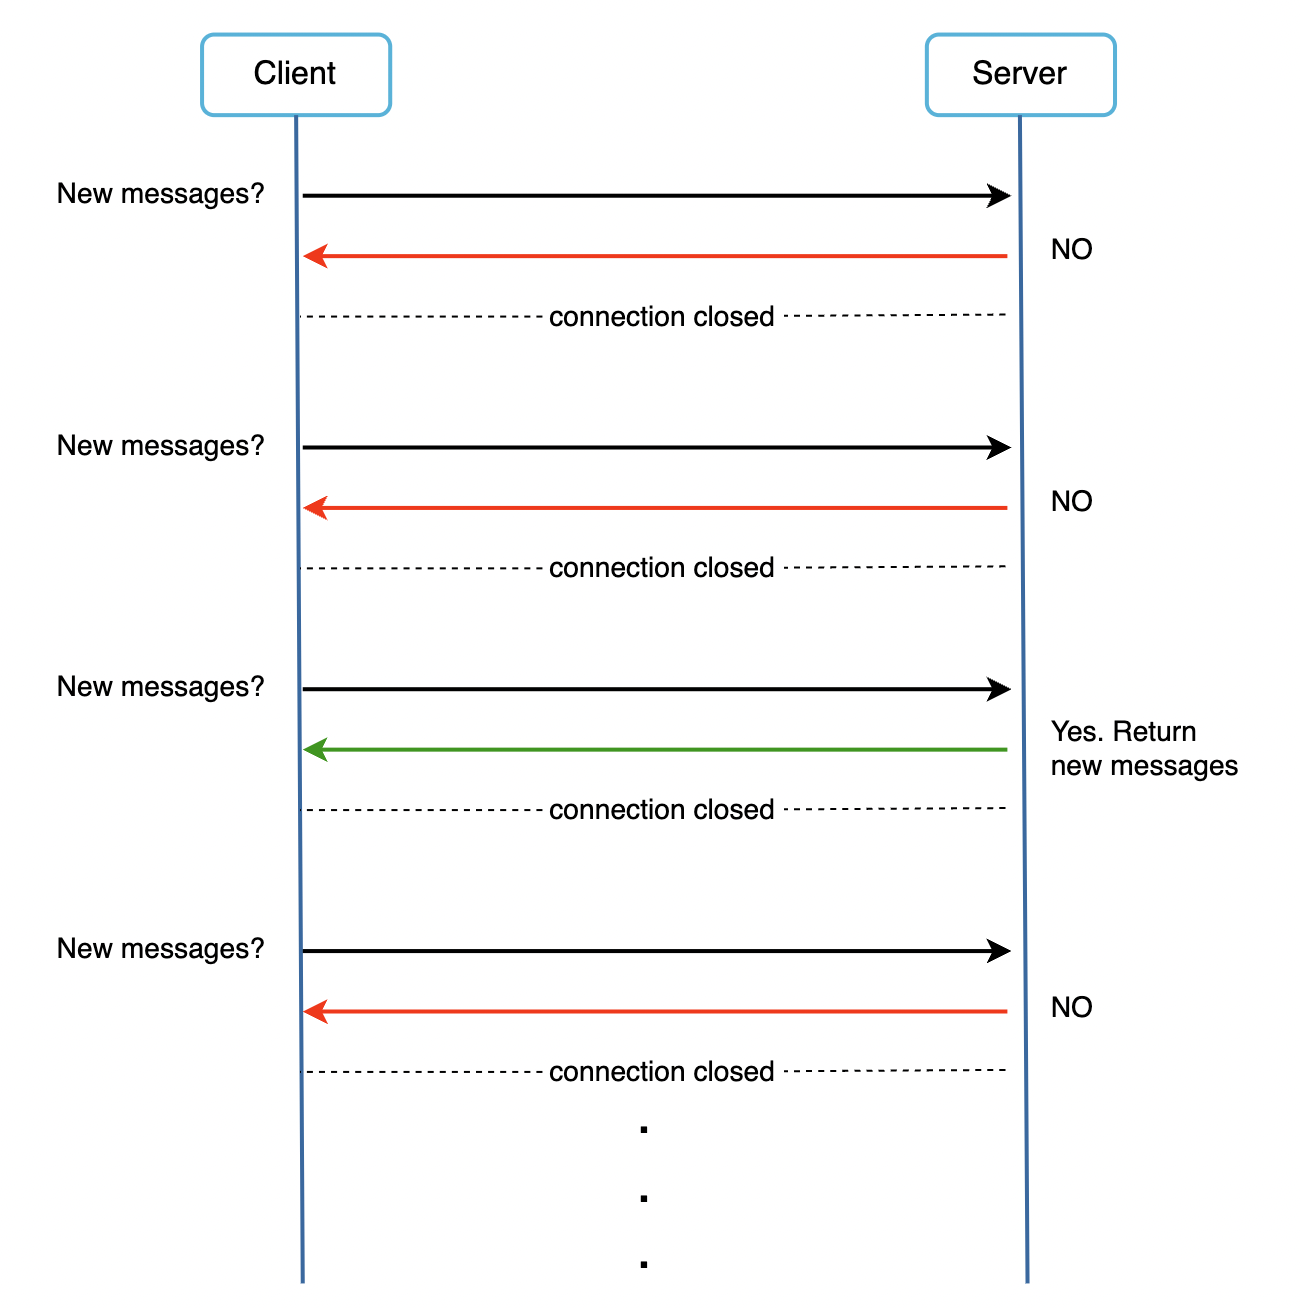 Client
Server
New messages?
NO
connection closed
New messages?
NO
connection closed
New messages?
Yes. Return
new messages
connection closed
New messages?
NO
connection closed